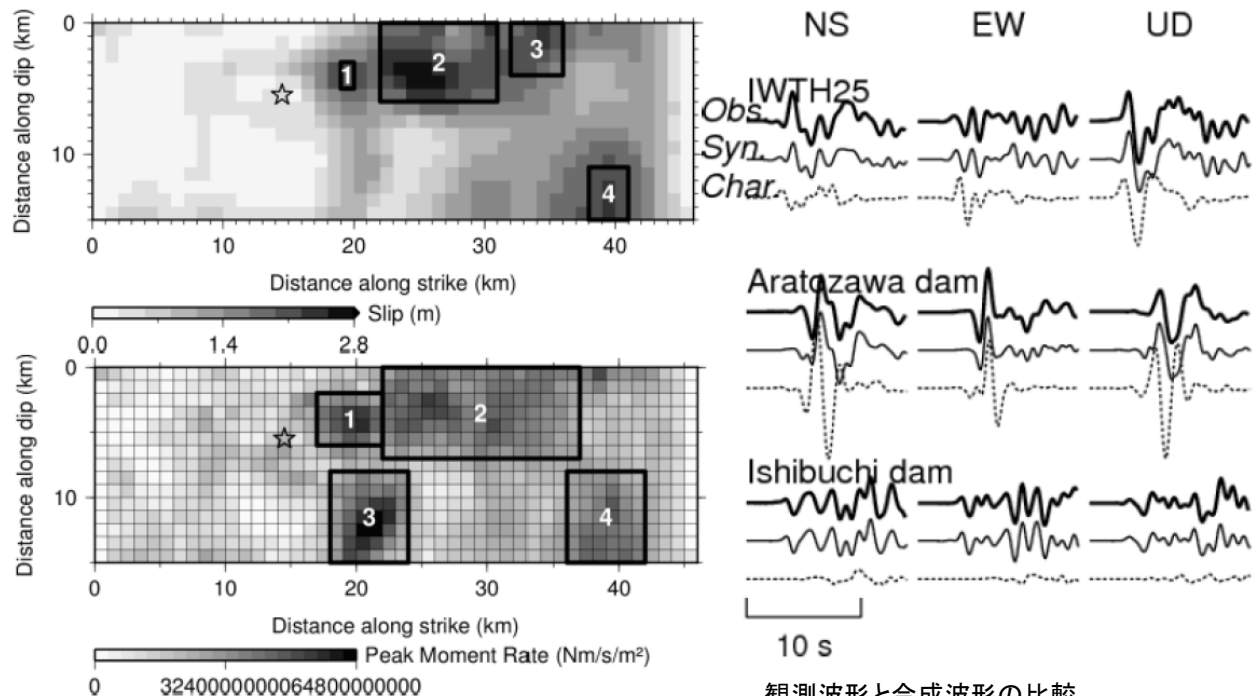 Distance along dip (km)
0
10
1
2
3
4
0 10 20 30 40
Distance along strike (km)
Slip (m)
0.0 1.4 2.8
Distance along dip (km)
0
10
1
2
3
4
0 10 20 30 40
Distance along strike (km)
Peak Moment Rate (Nm/s/m²)
0 324000000000 64800000000
NS EW UD
IWTH25
Obs.
Syn.
Char.
Aratozawa dam
Ishibuchi dam
10 s
観測波形と合成波形の比較